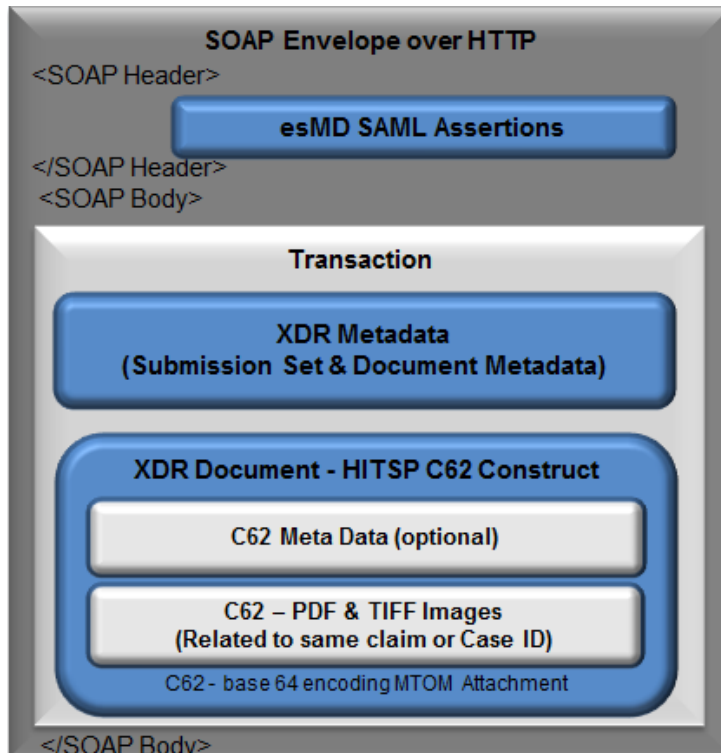 SOAP Envelope over HTTP
<SOAP Header>
esMD SAML Assertions
</SOAP Header>
<SOAP Body>
Transaction
XDR Metadata
(Submission Set & Document Metadata)
XDR Document - HITSP C62 Construct
C62 Meta Data (optional)
C62 – PDF & TIFF Images
(Related to same claim or Case ID)
C62 - base 64 encoding MTOM Attachment
</SOAP Body>